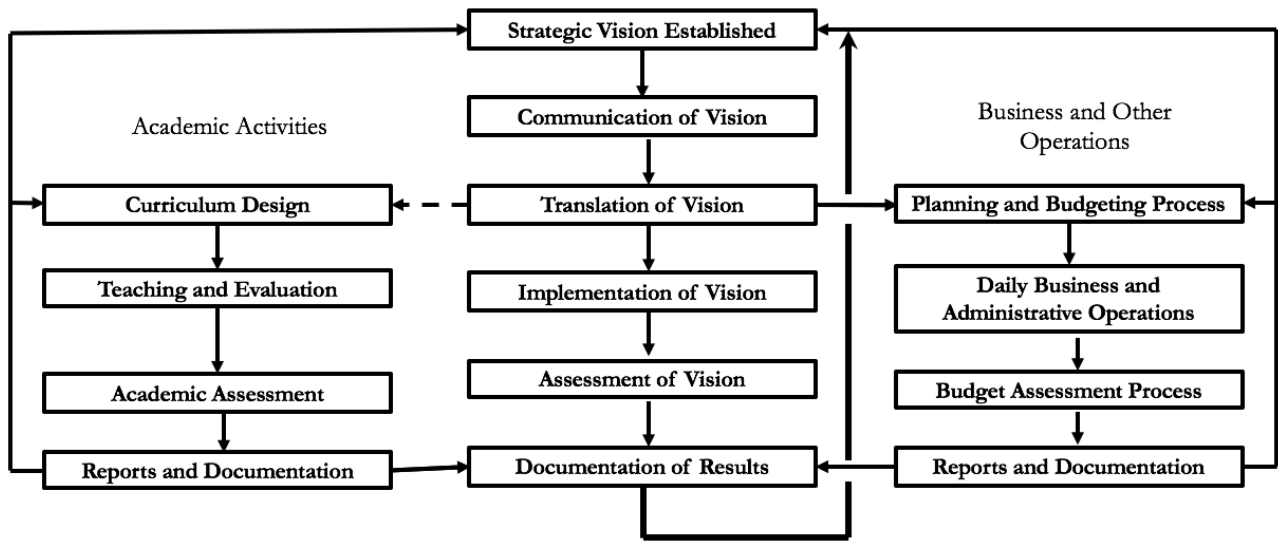 Strategic Vision Established
Communication of Vision
Academic Activities
Business and Other
Operations
Curriculum Design
Translation of Vision
Planning and Budgeting Process
Teaching and Evaluation
Implementation of Vision
Daily Business and
Administrative Operations
Academic Assessment
Assessment of Vision
Budget Assessment Process
Reports and Documentation
Documentation of Results
Reports and Documentation